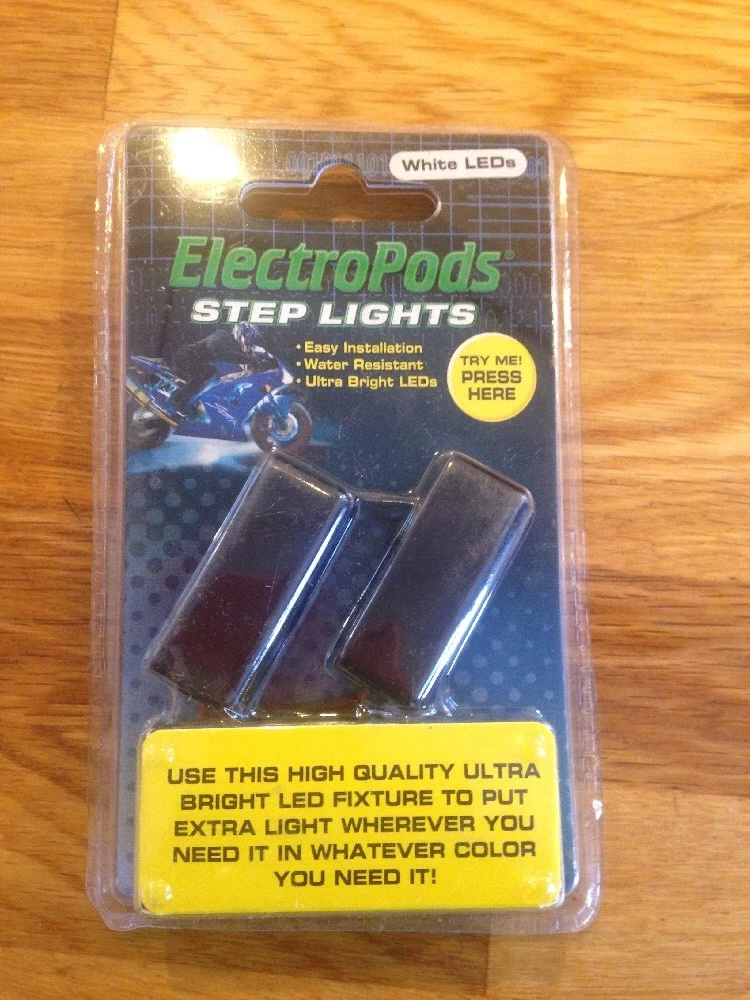 White LEDs
ElectroPods®
STEP LIGHTS
• Easy Installation
• Water Resistant
• Ultra Bright LEDs
TRY ME!
PRESS
HERE
USE THIS HIGH QUALITY ULTRA
BRIGHT LED FIXTURE TO PUT
EXTRA LIGHT WHEREVER YOU
NEED IT IN WHATEVER COLOR
YOU NEED IT!